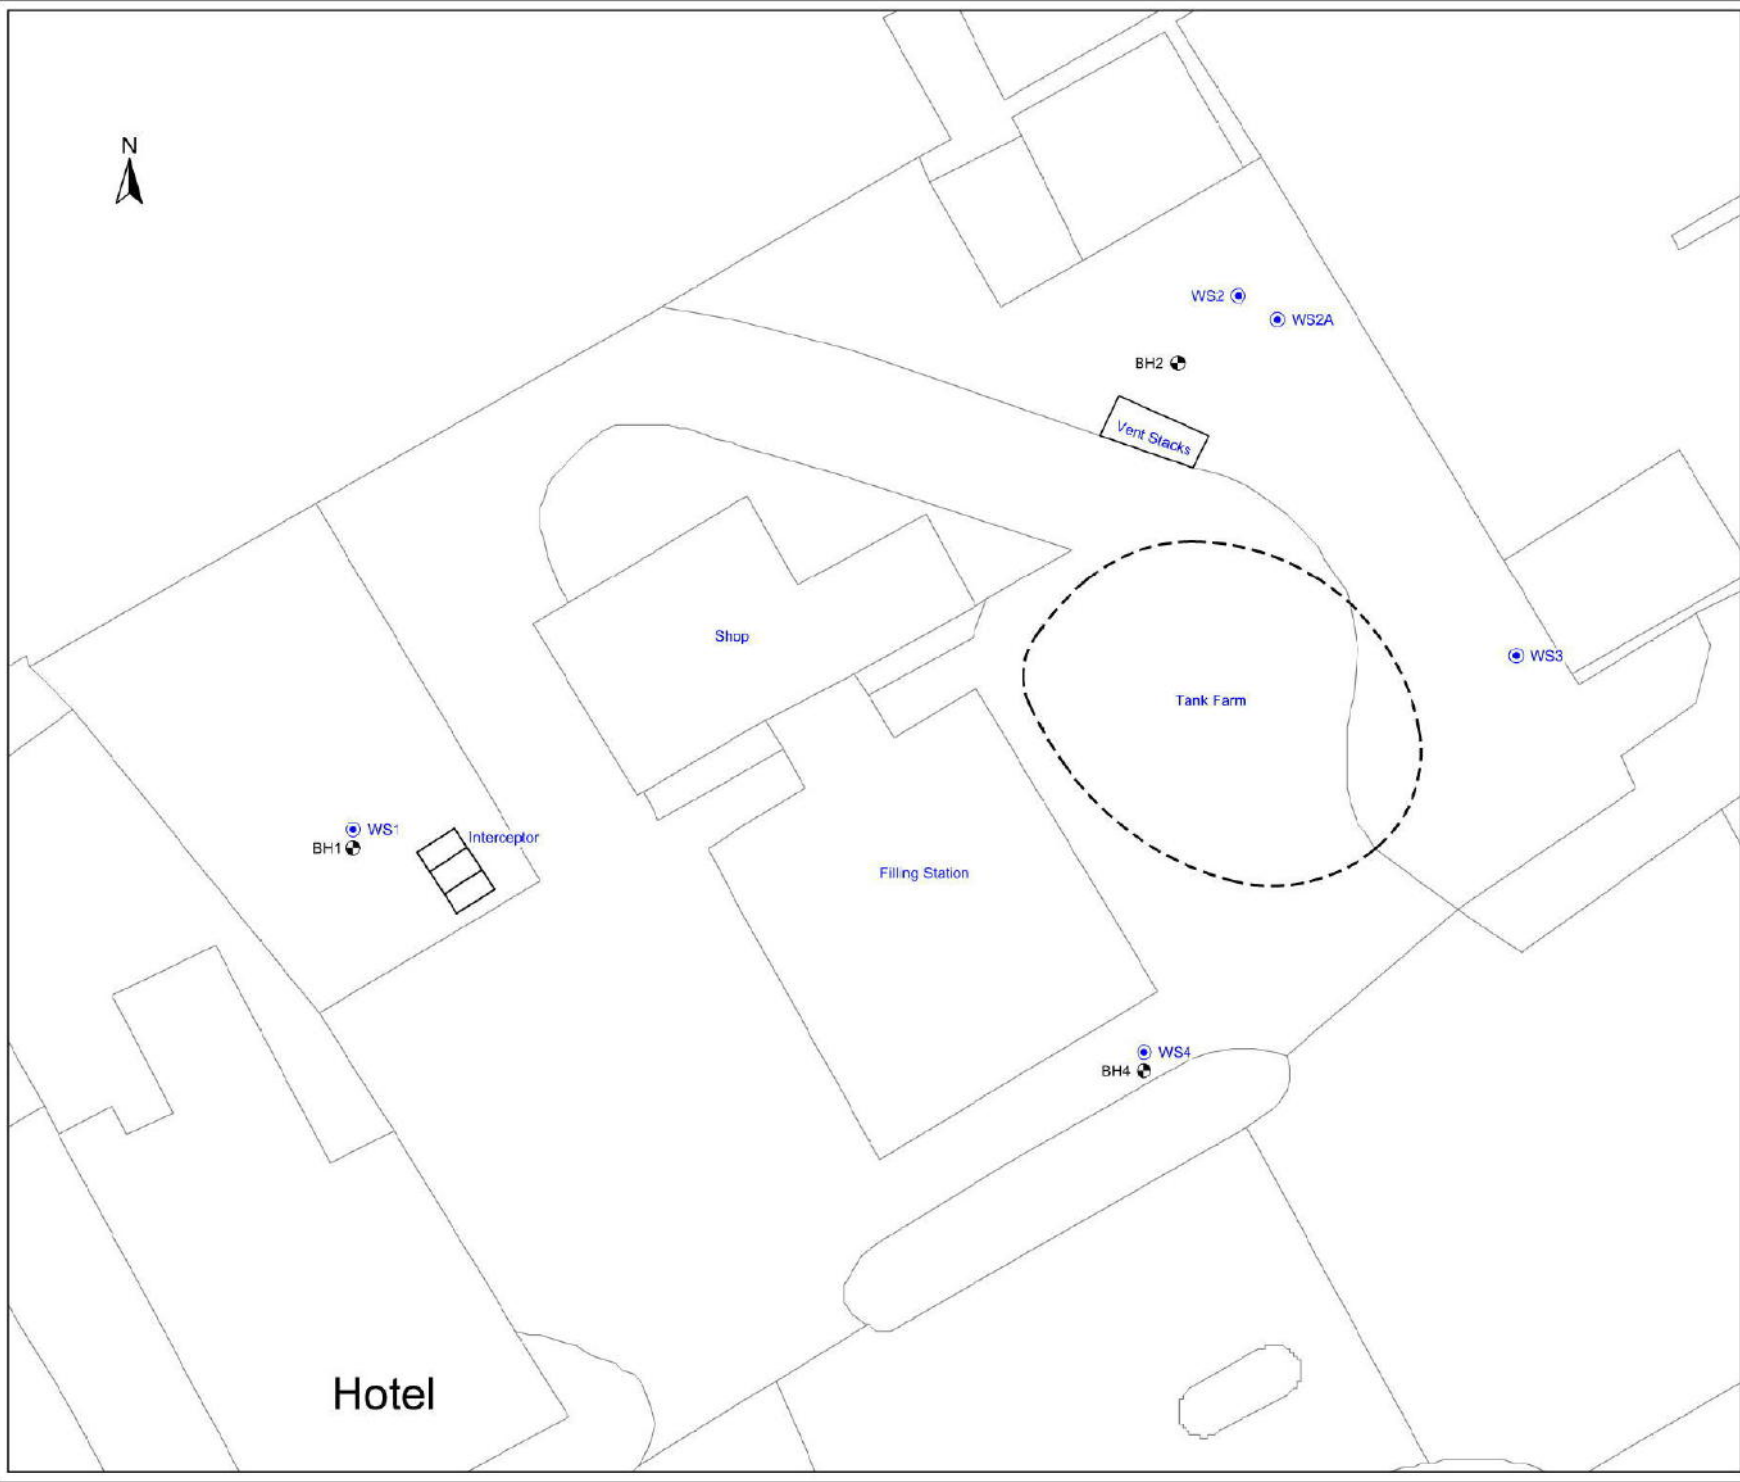 N
WS2
WS2A
BH2
Vent Stacks
Shop
WS3
Tank Farm
WS1
Interceptor
BH1
Filling Station
WS4
BH4
Hotel